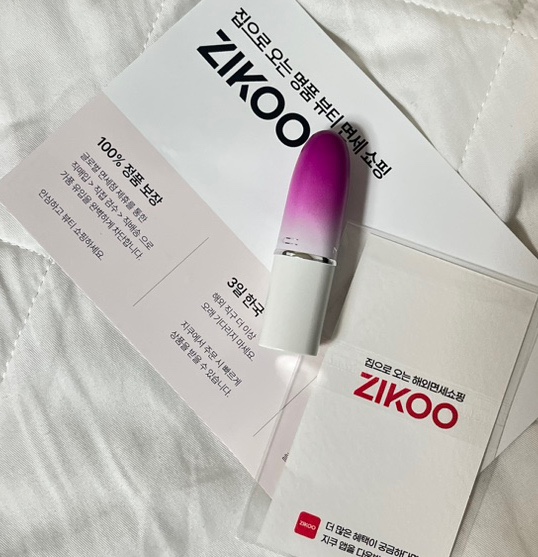 집으로 오는 명품 뷰티 면세 쇼핑
ZIKOO
100% 정품 보장
글로벌 면세점 제휴를 통한
직매입 > 직접 검수 > 직배송 으로
가품 유입을 완벽하게 차단합니다.
안심하고 뷰티 쇼핑하세요.
3일 한국
해외 직구 더 이상
오래 기다리지 마세요.
지쿠에서 주문 시 빠르게
상품을 받을 수 있습니다.
집으로 오는 해외면세쇼핑
ZIKOO
ZIKOO
더 많은 혜택이 궁금하다면
지쿠 앱을